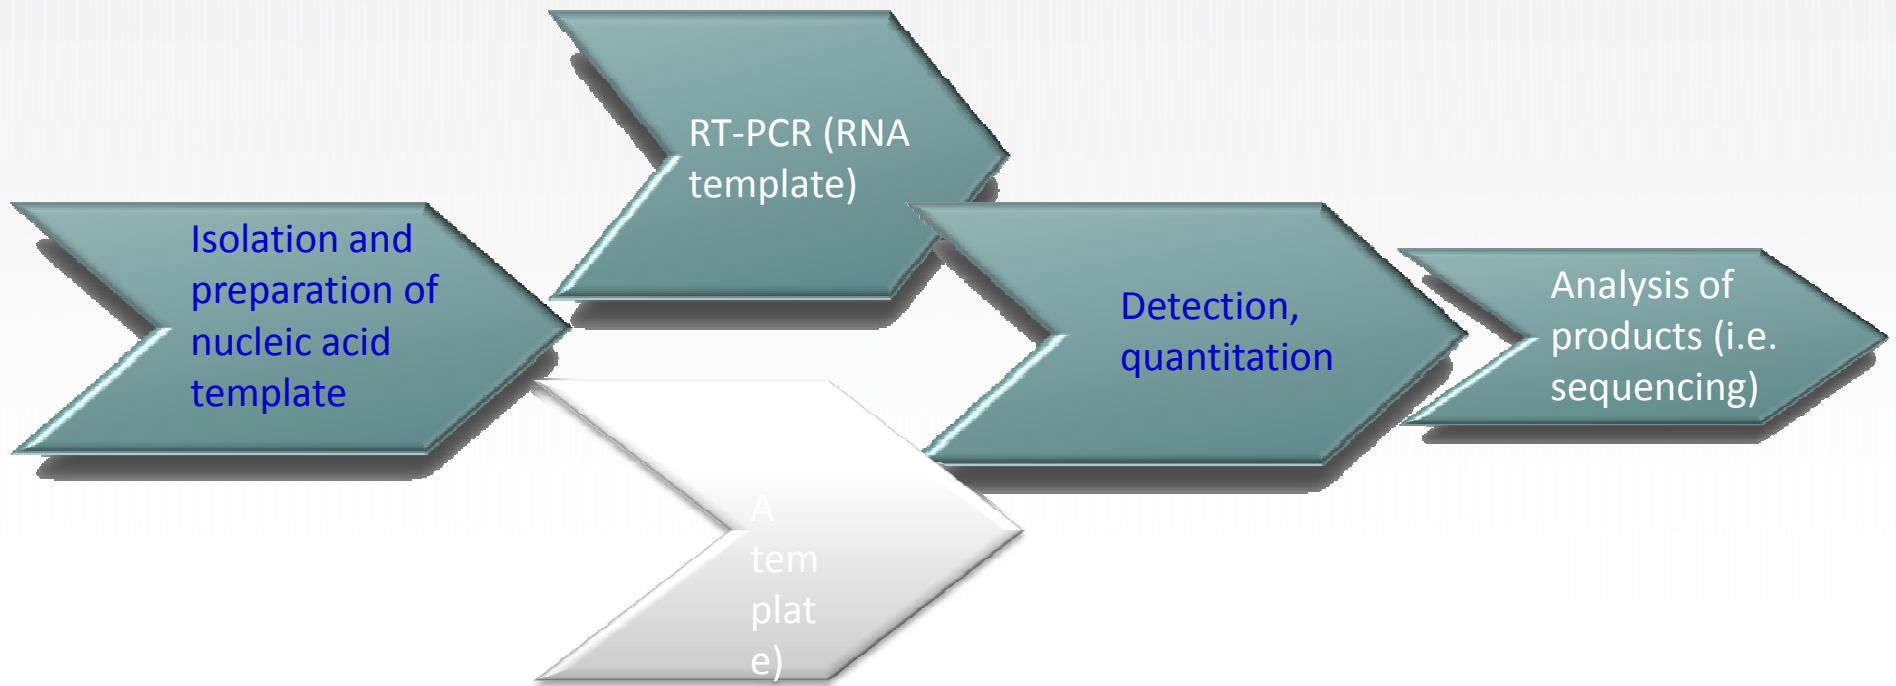 Isolation and
preparation of
nucleic acid
template
RT-PCR (RNA
template)
A
tem
plat
e)
Detection,
quantitation
Analysis of
products (i.e.
sequencing)